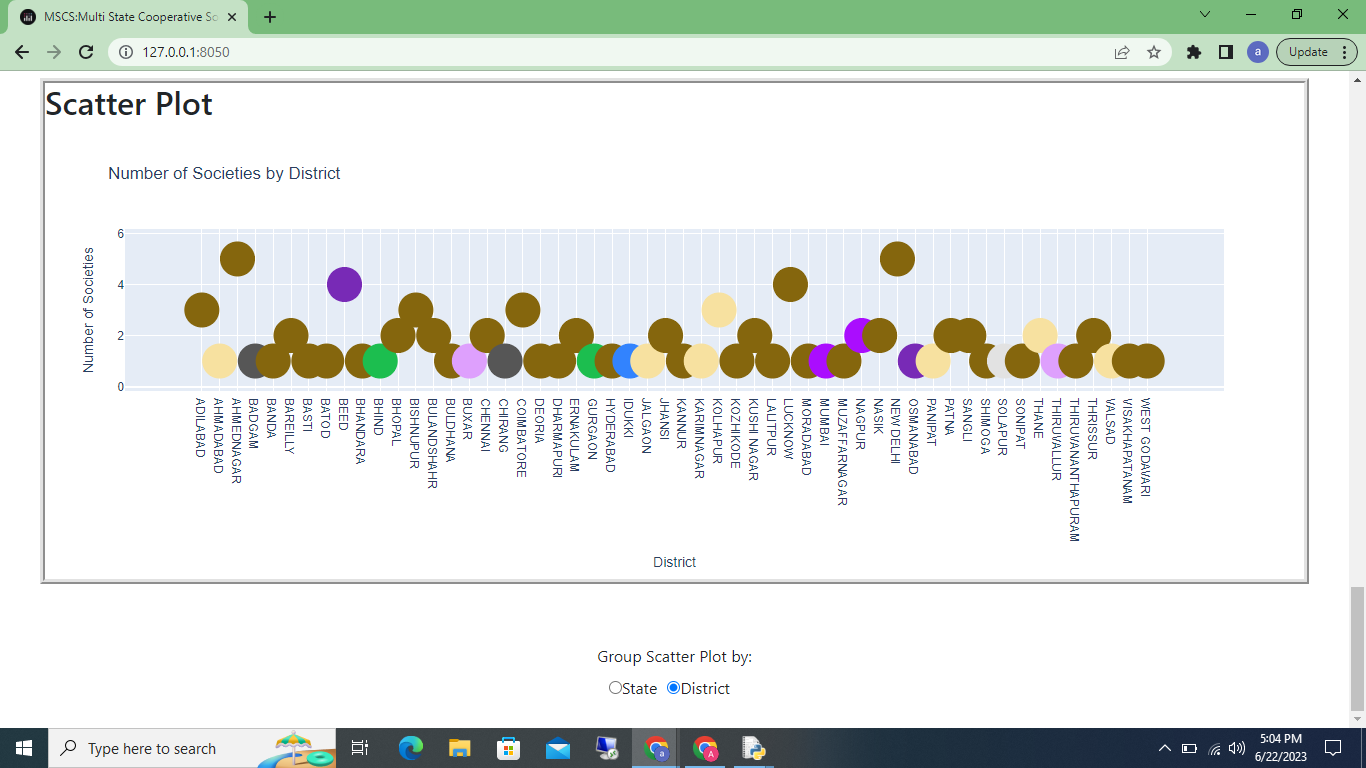 MSCS:Multi State Cooperative So
127.0.0.1:8050
a
Update
Scatter Plot
Number of Societies by District
Number of Societies
6
4
2
0
ADILABAD
AHMADABAD
AHMEDNAGAR
BADGAM
BANDA
BAREILLY
BASTI
BATOD
BEED
BHANDARA
BHIND
BHOPAL
BISHNUPUR
BULANDSHAHR
BULDHANA
BUXAR
CHENNAI
CHIRANG
COIMBATORE
DEORIA
DHARMAPURI
ERNAKULAM
GURGAON
HYDERABAD
IDUKKI
JALGAON
JHANSI
KANNUR
KARIMNAGAR
KOLHAPUR
KOZHIKODE
KUSHI NAGAR
LALITPUR
LUCKNOW
MORADABAD
MUMBAI
MUZAFFARNAGAR
NAGPUR
NASIK
NEW DELHI
OSMANABAD
PANIPAT
PATNA
SANGLI
SHIMOGA
SOLAPUR
SONIPAT
THANE
THIRUVALLUR
THIRUVANANTHAPURAM
THRISSUR
VALSAD
VISAKHAPATANAM
WEST GODAVARI
District
Group Scatter Plot by:
State District
Type here to search
a
A
5:04 PM
6/22/2023